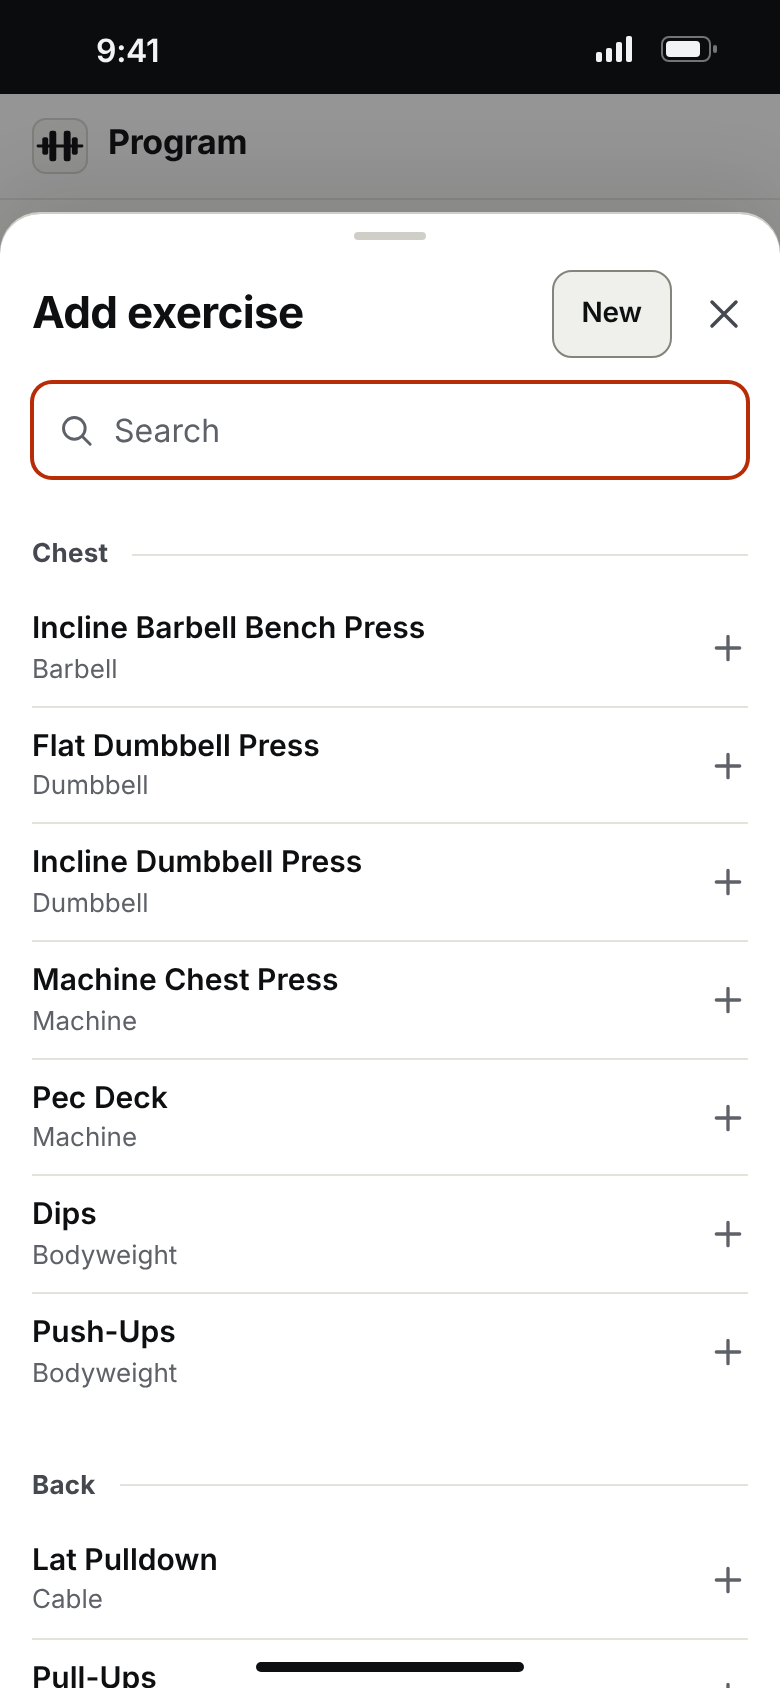 9:41
Program
Add exercise
New
Search
Chest
Incline Barbell Bench Press
Barbell
Flat Dumbbell Press
Dumbbell
Incline Dumbbell Press
Dumbbell
Machine Chest Press
Machine
Pec Deck
Machine
Dips
Bodyweight
Push-Ups
Bodyweight
Back
Lat Pulldown
Cable
Pull-Ups